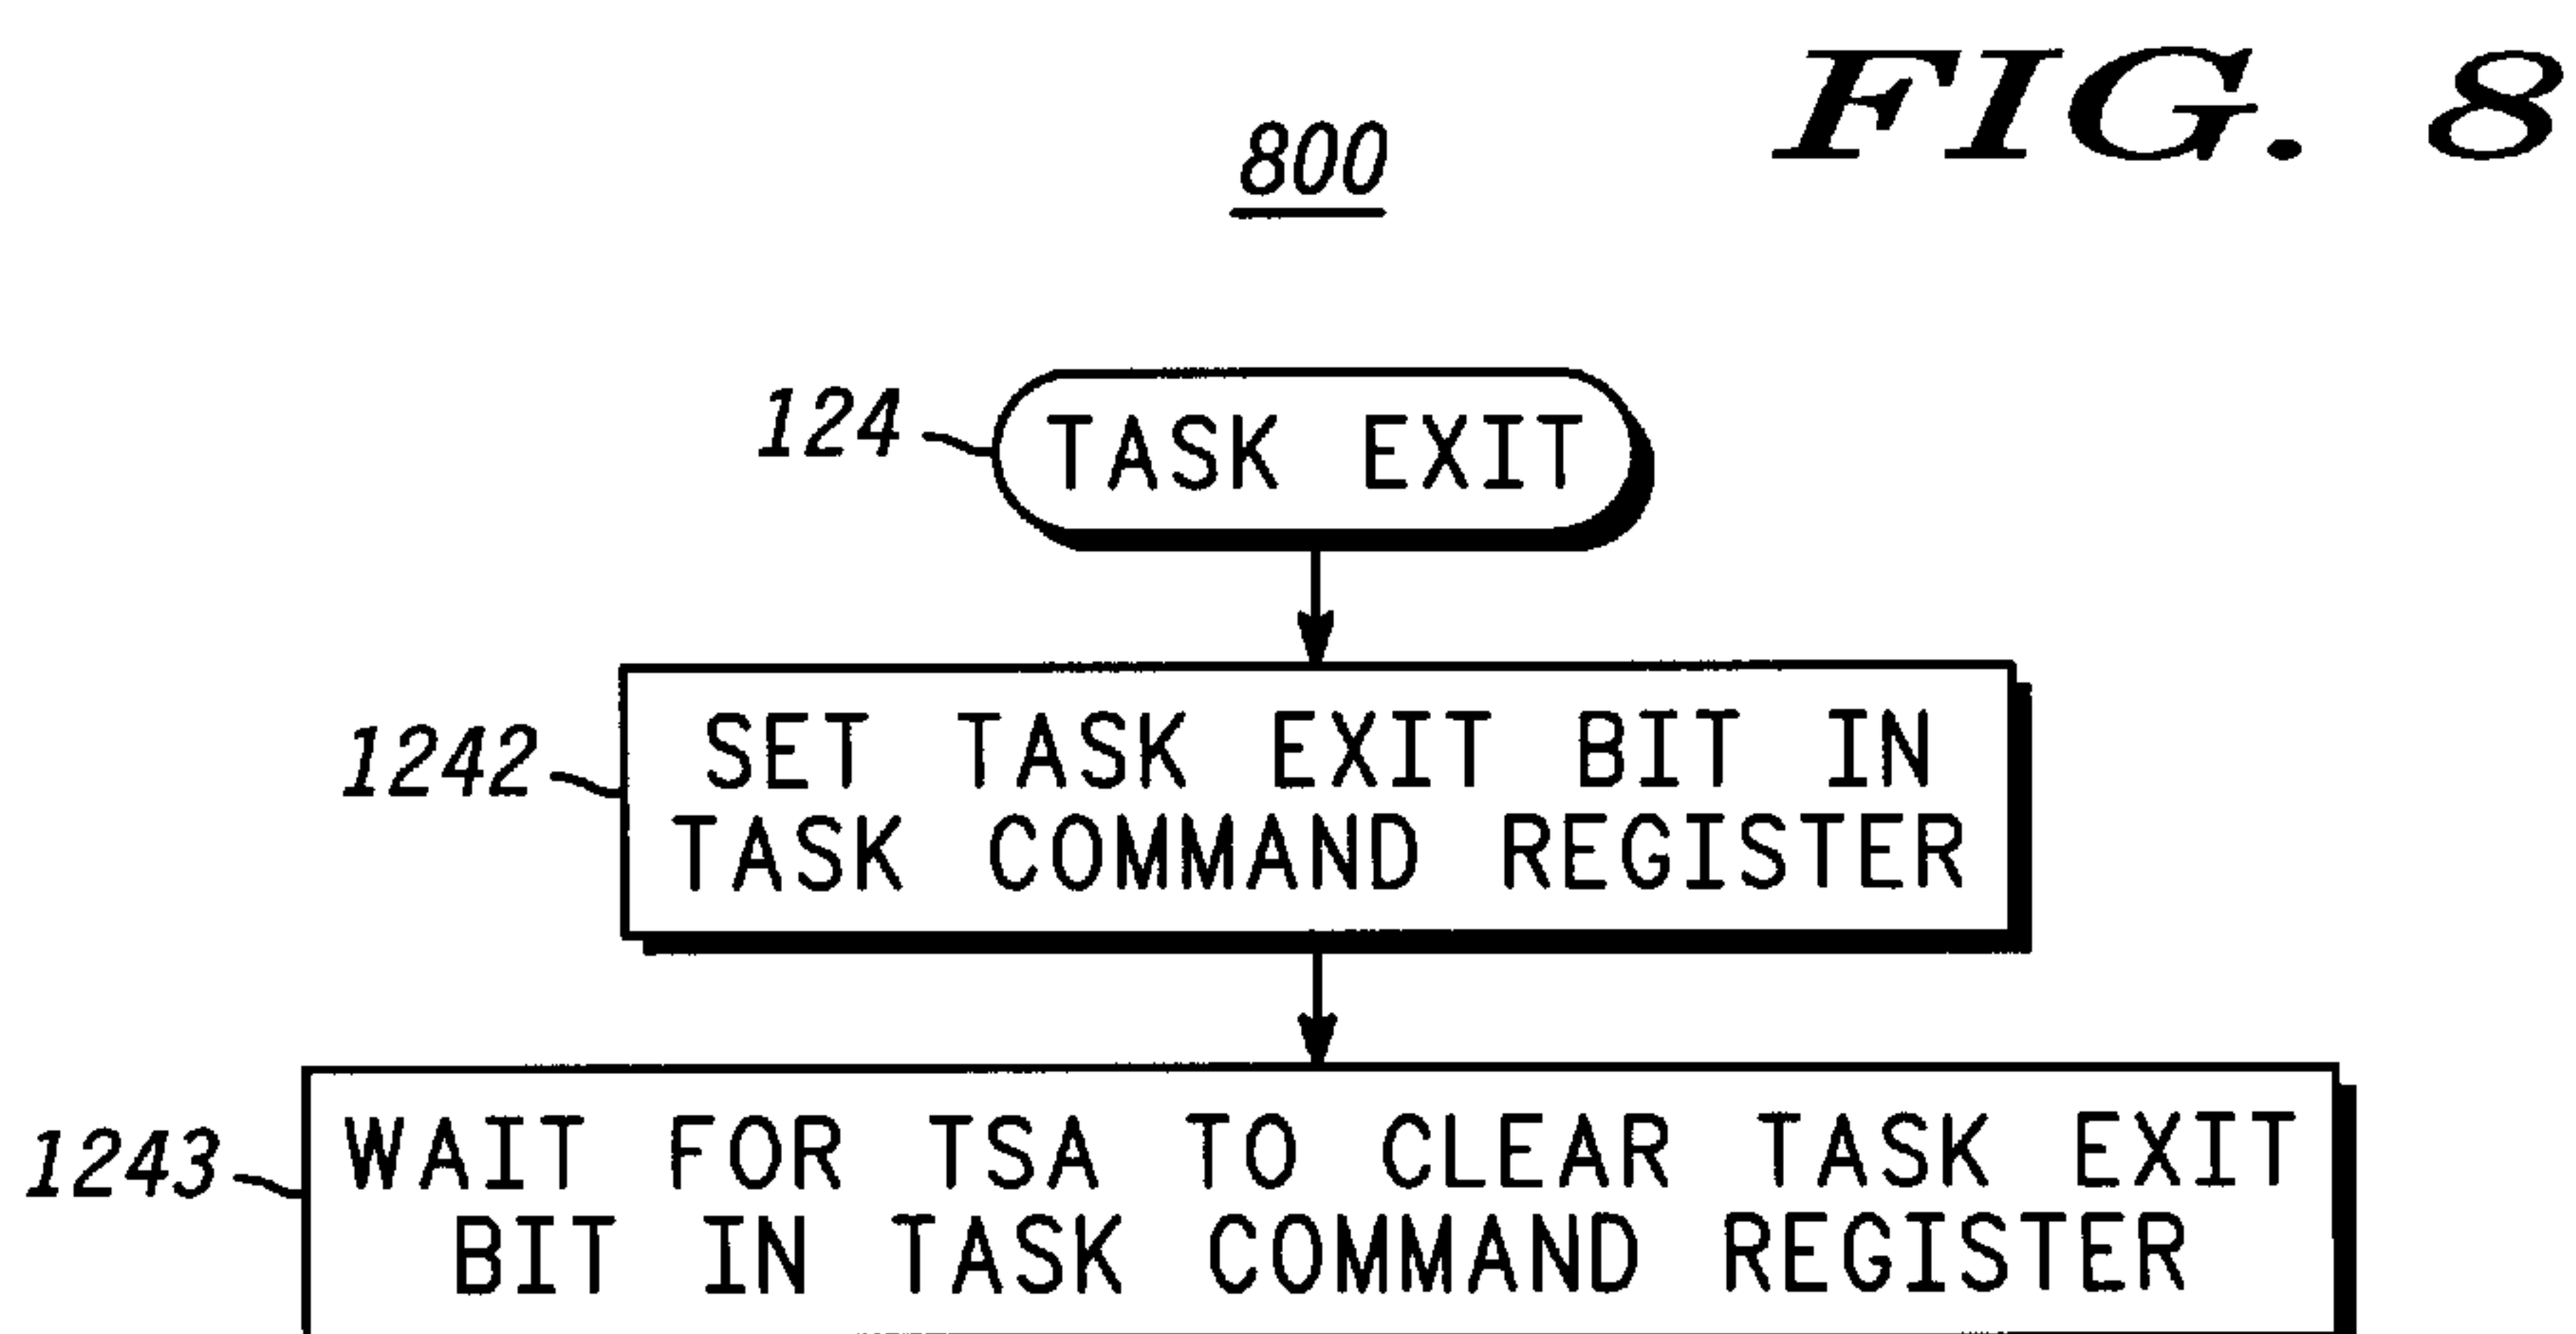 FIG. 8
800
124
TASK EXIT
1242
SET TASK EXIT BIT IN
TASK COMMAND REGISTER
1243
WAIT FOR TSA TO CLEAR TASK EXIT
BIT IN TASK COMMAND REGISTER